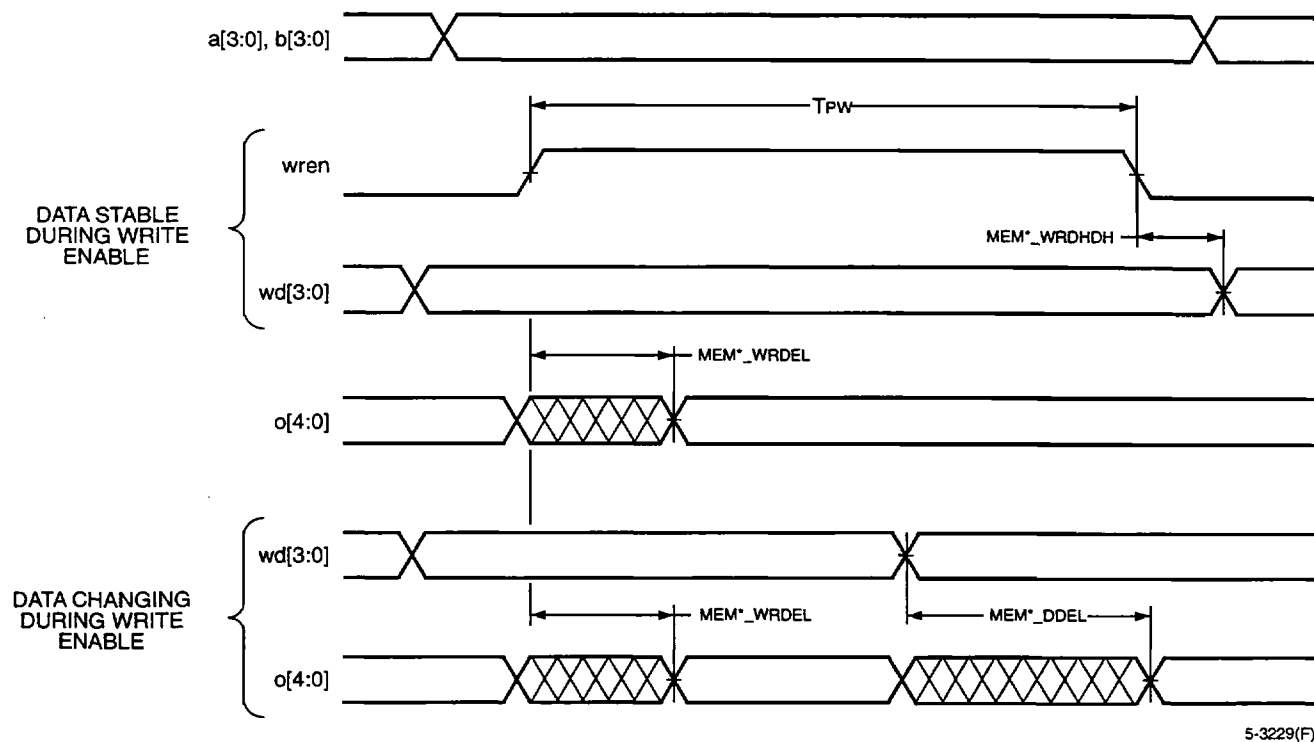 a[3:0], b[3:0]
TPW
wren
DATA STABLE
DURING WRITE
ENABLE
MEM*_WRDHDH
wd[3:0]
MEM*_WRDEL
o[4:0]
wd[3:0]
DATA CHANGING
DURING WRITE
ENABLE
MEM*_WRDEL
MEM*_DDEL
o[4:0]
5-3229(F)